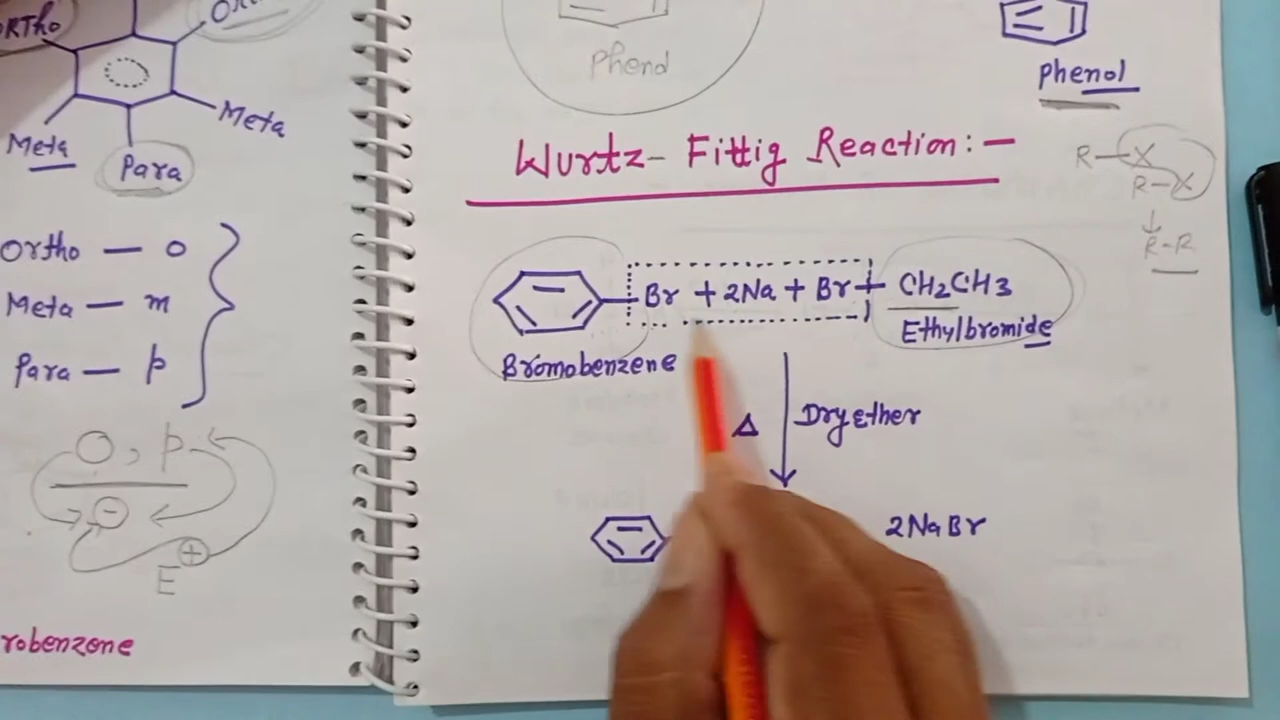 ORTho
Meta
Meta
Para
Ortho — o
Meta — m
Para — p
O, p
⊖
⊕
E
robenzone
Phenol
Phenol
Wurtz-Fittig Reaction:-
R-X
R-X
↓
R-R
Br + 2Na + Br + CH2CH3
Ethylbromide
Bromobenzene
Δ Dry Ether
2NaBr